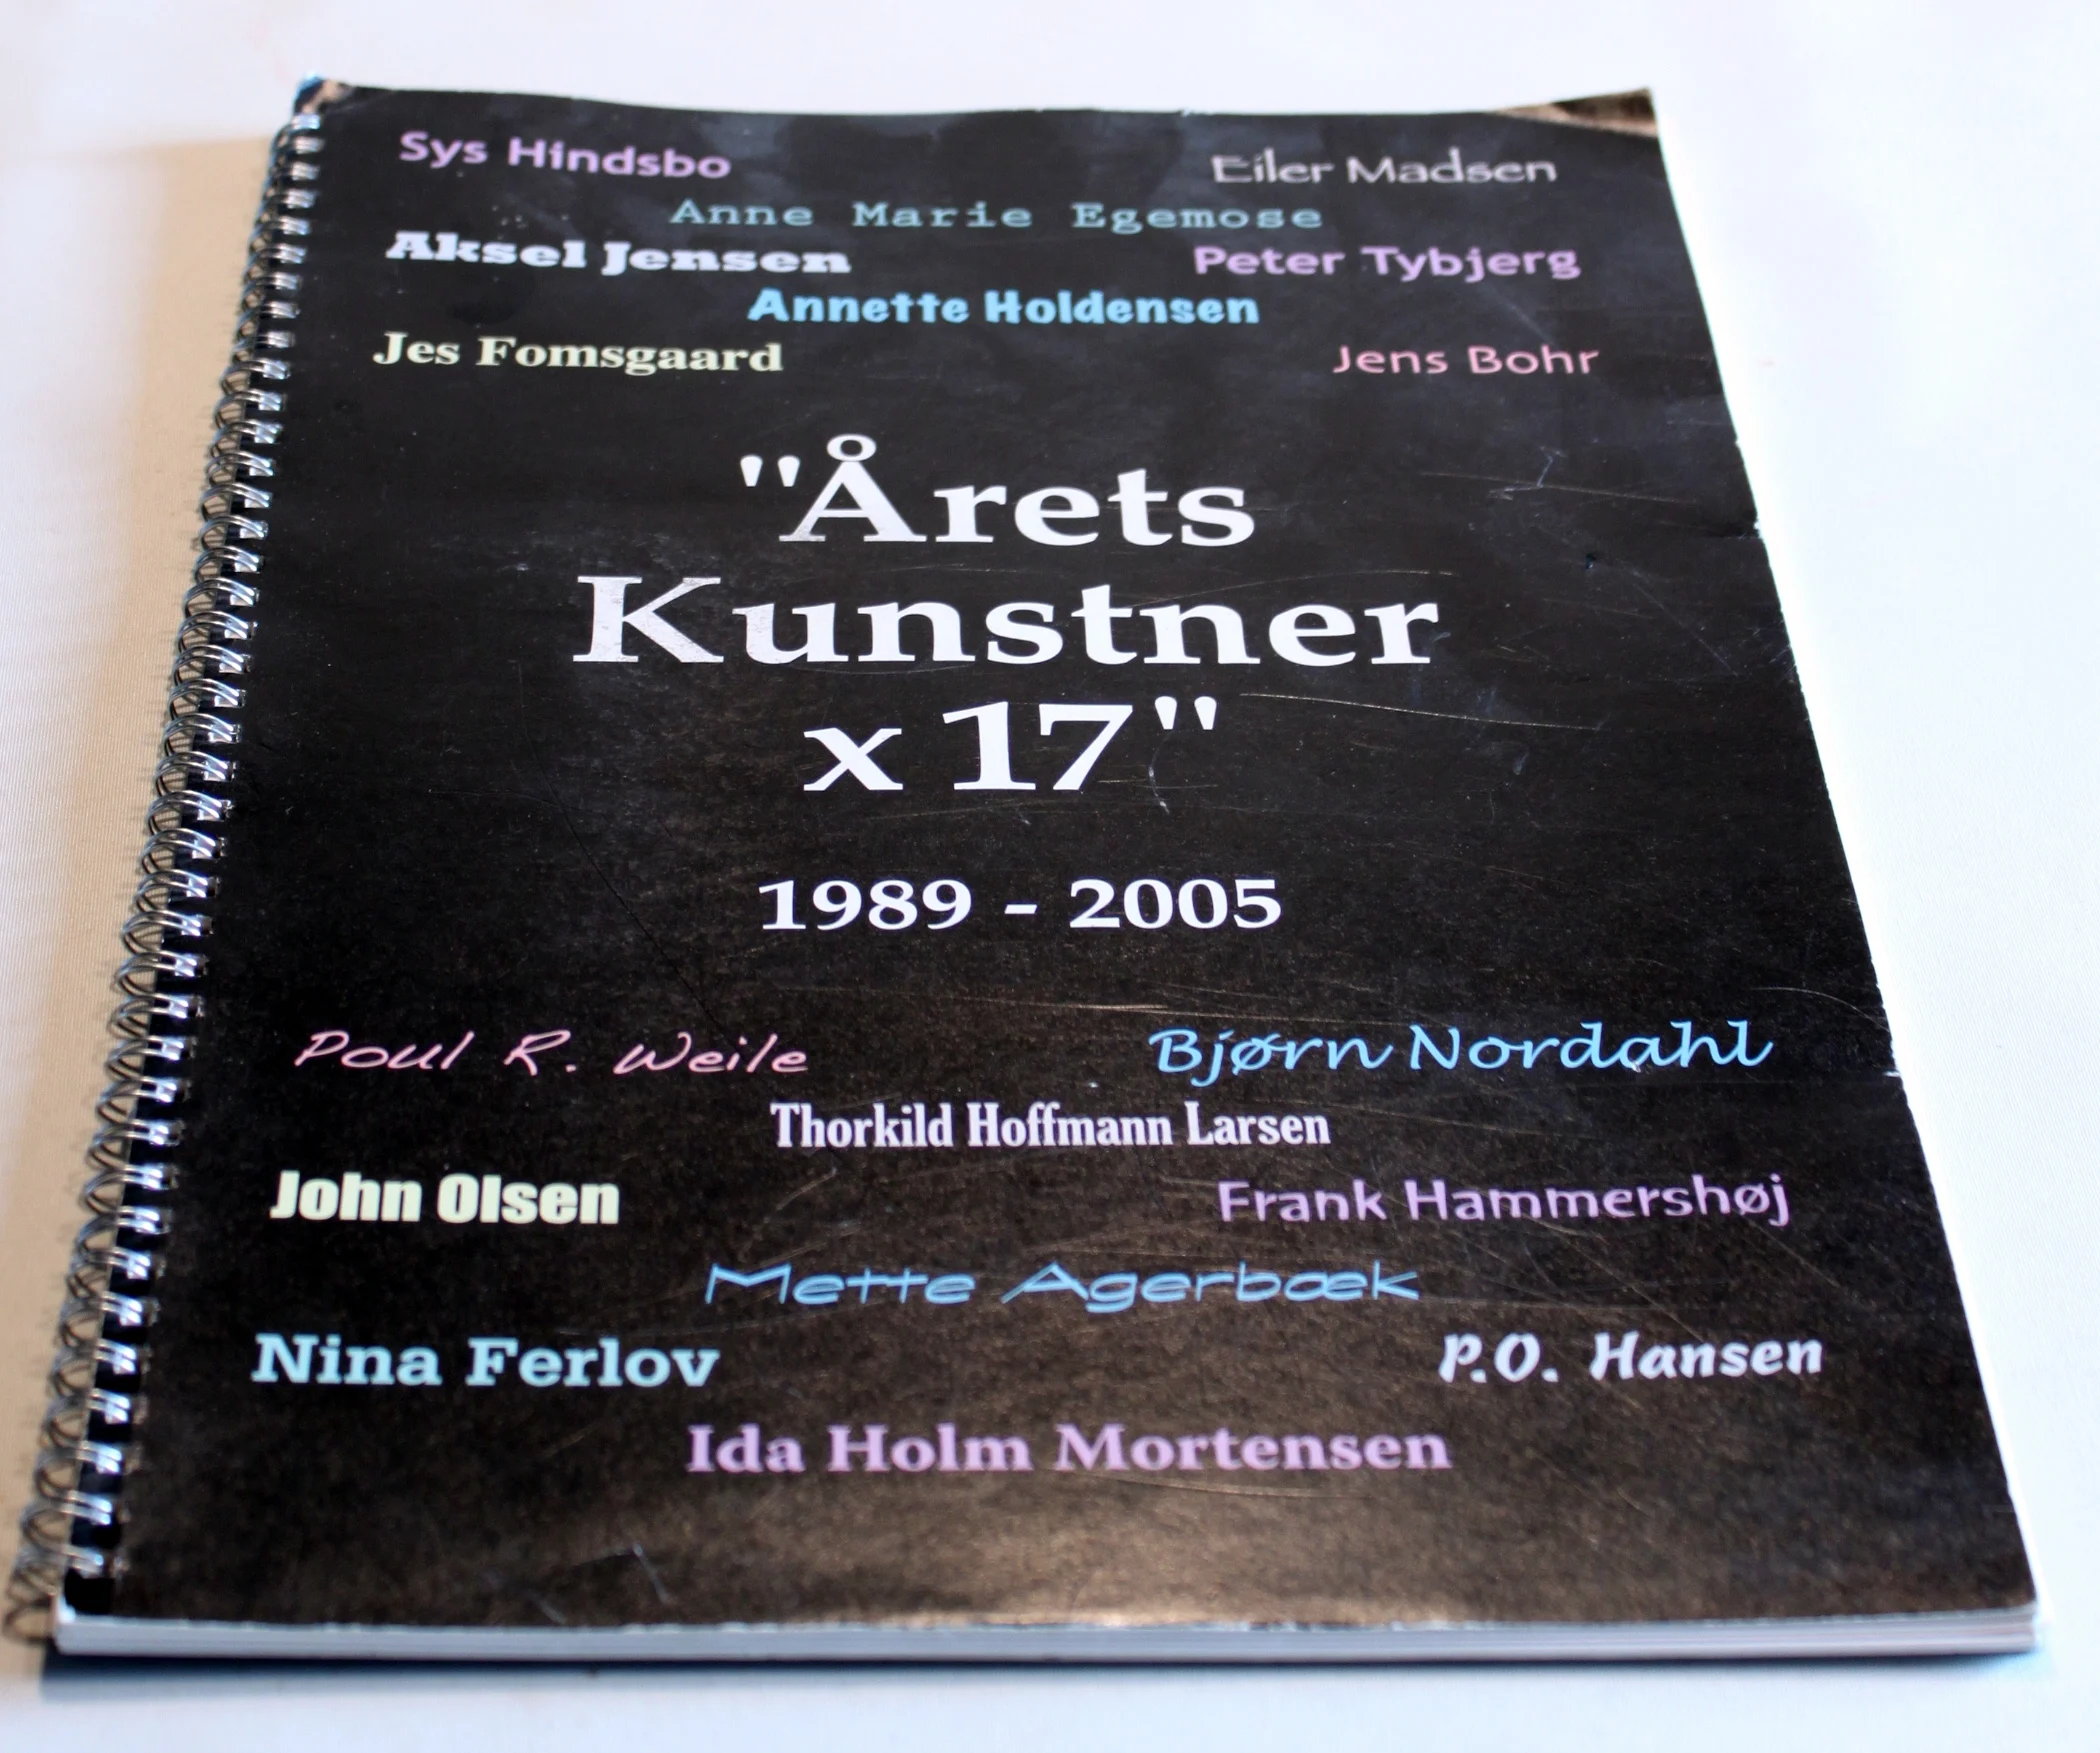 Sys Hindsbo Eiler Madsen
Anne Marie Egemose
Aksel Jensen Peter Tybjerg
Annette Holdensen
Jes Fomsgaard Jens Bohr
"Årets
Kunstner
x 17"
1989 - 2005
Poul R. Weile Bjørn Nordahl
Thorkild Hoffmann Larsen
John Olsen Frank Hammershøj
Mette Agerbæk
Nina Ferlov P.O. Hansen
Ida Holm Mortensen